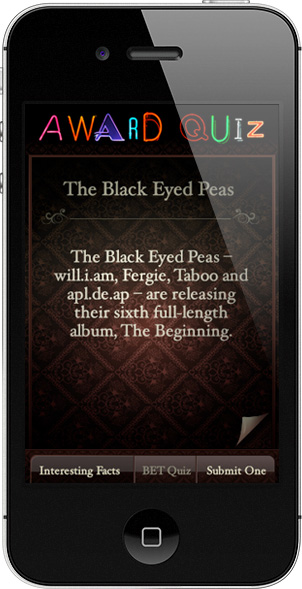 AWARD QUIZ
The Black Eyed Peas
The Black Eyed Peas –
will.i.am, Fergie, Taboo and
apl.de.ap – are releasing
their sixth full-length
album, The Beginning.
Interesting Facts BET Quiz Submit One